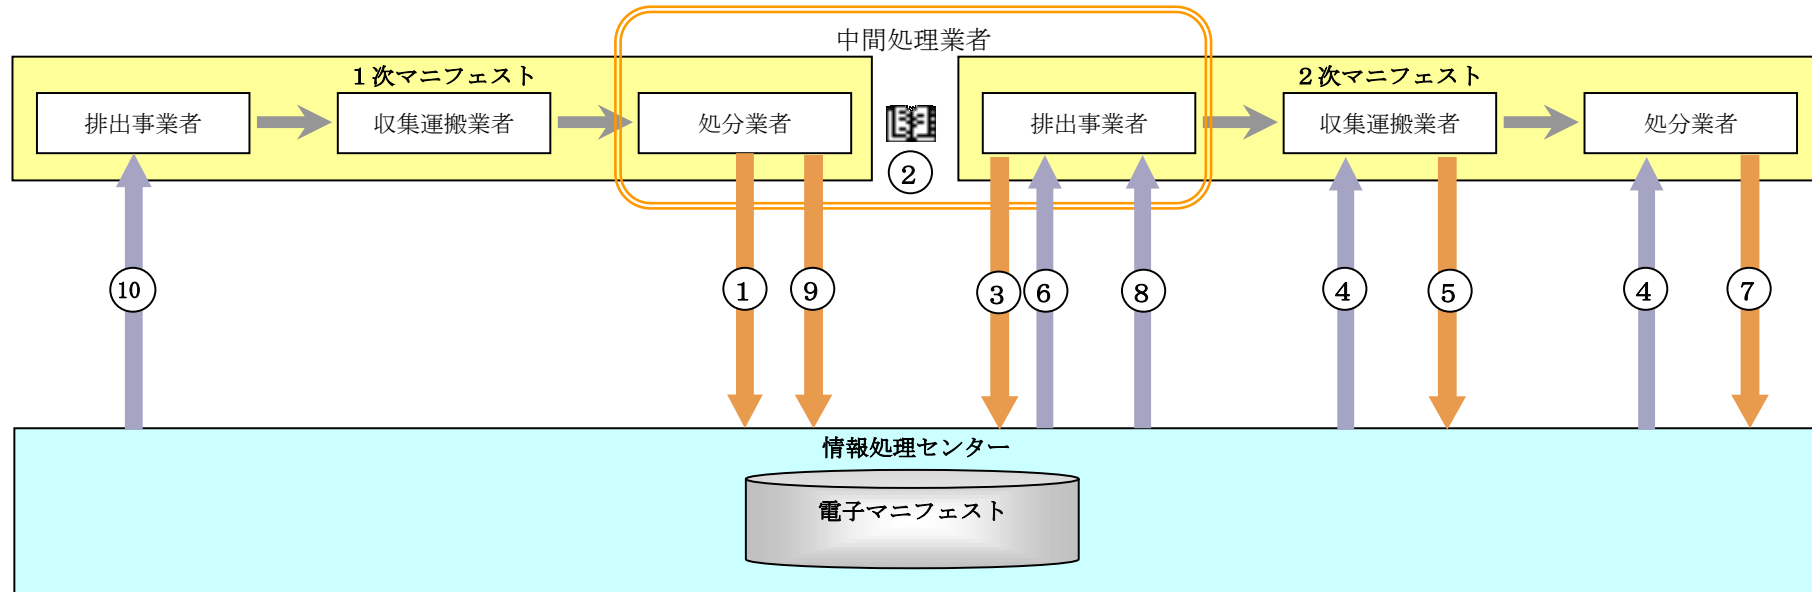 中間処理業者
１次マニフェスト
２次マニフェスト
排出事業者
収集運搬業者
処分業者
排出事業者
収集運搬業者
処分業者
②
⑩
①
⑨
③
⑥
⑧
④
⑤
④
⑦
情報処理センター
電子マニフェスト